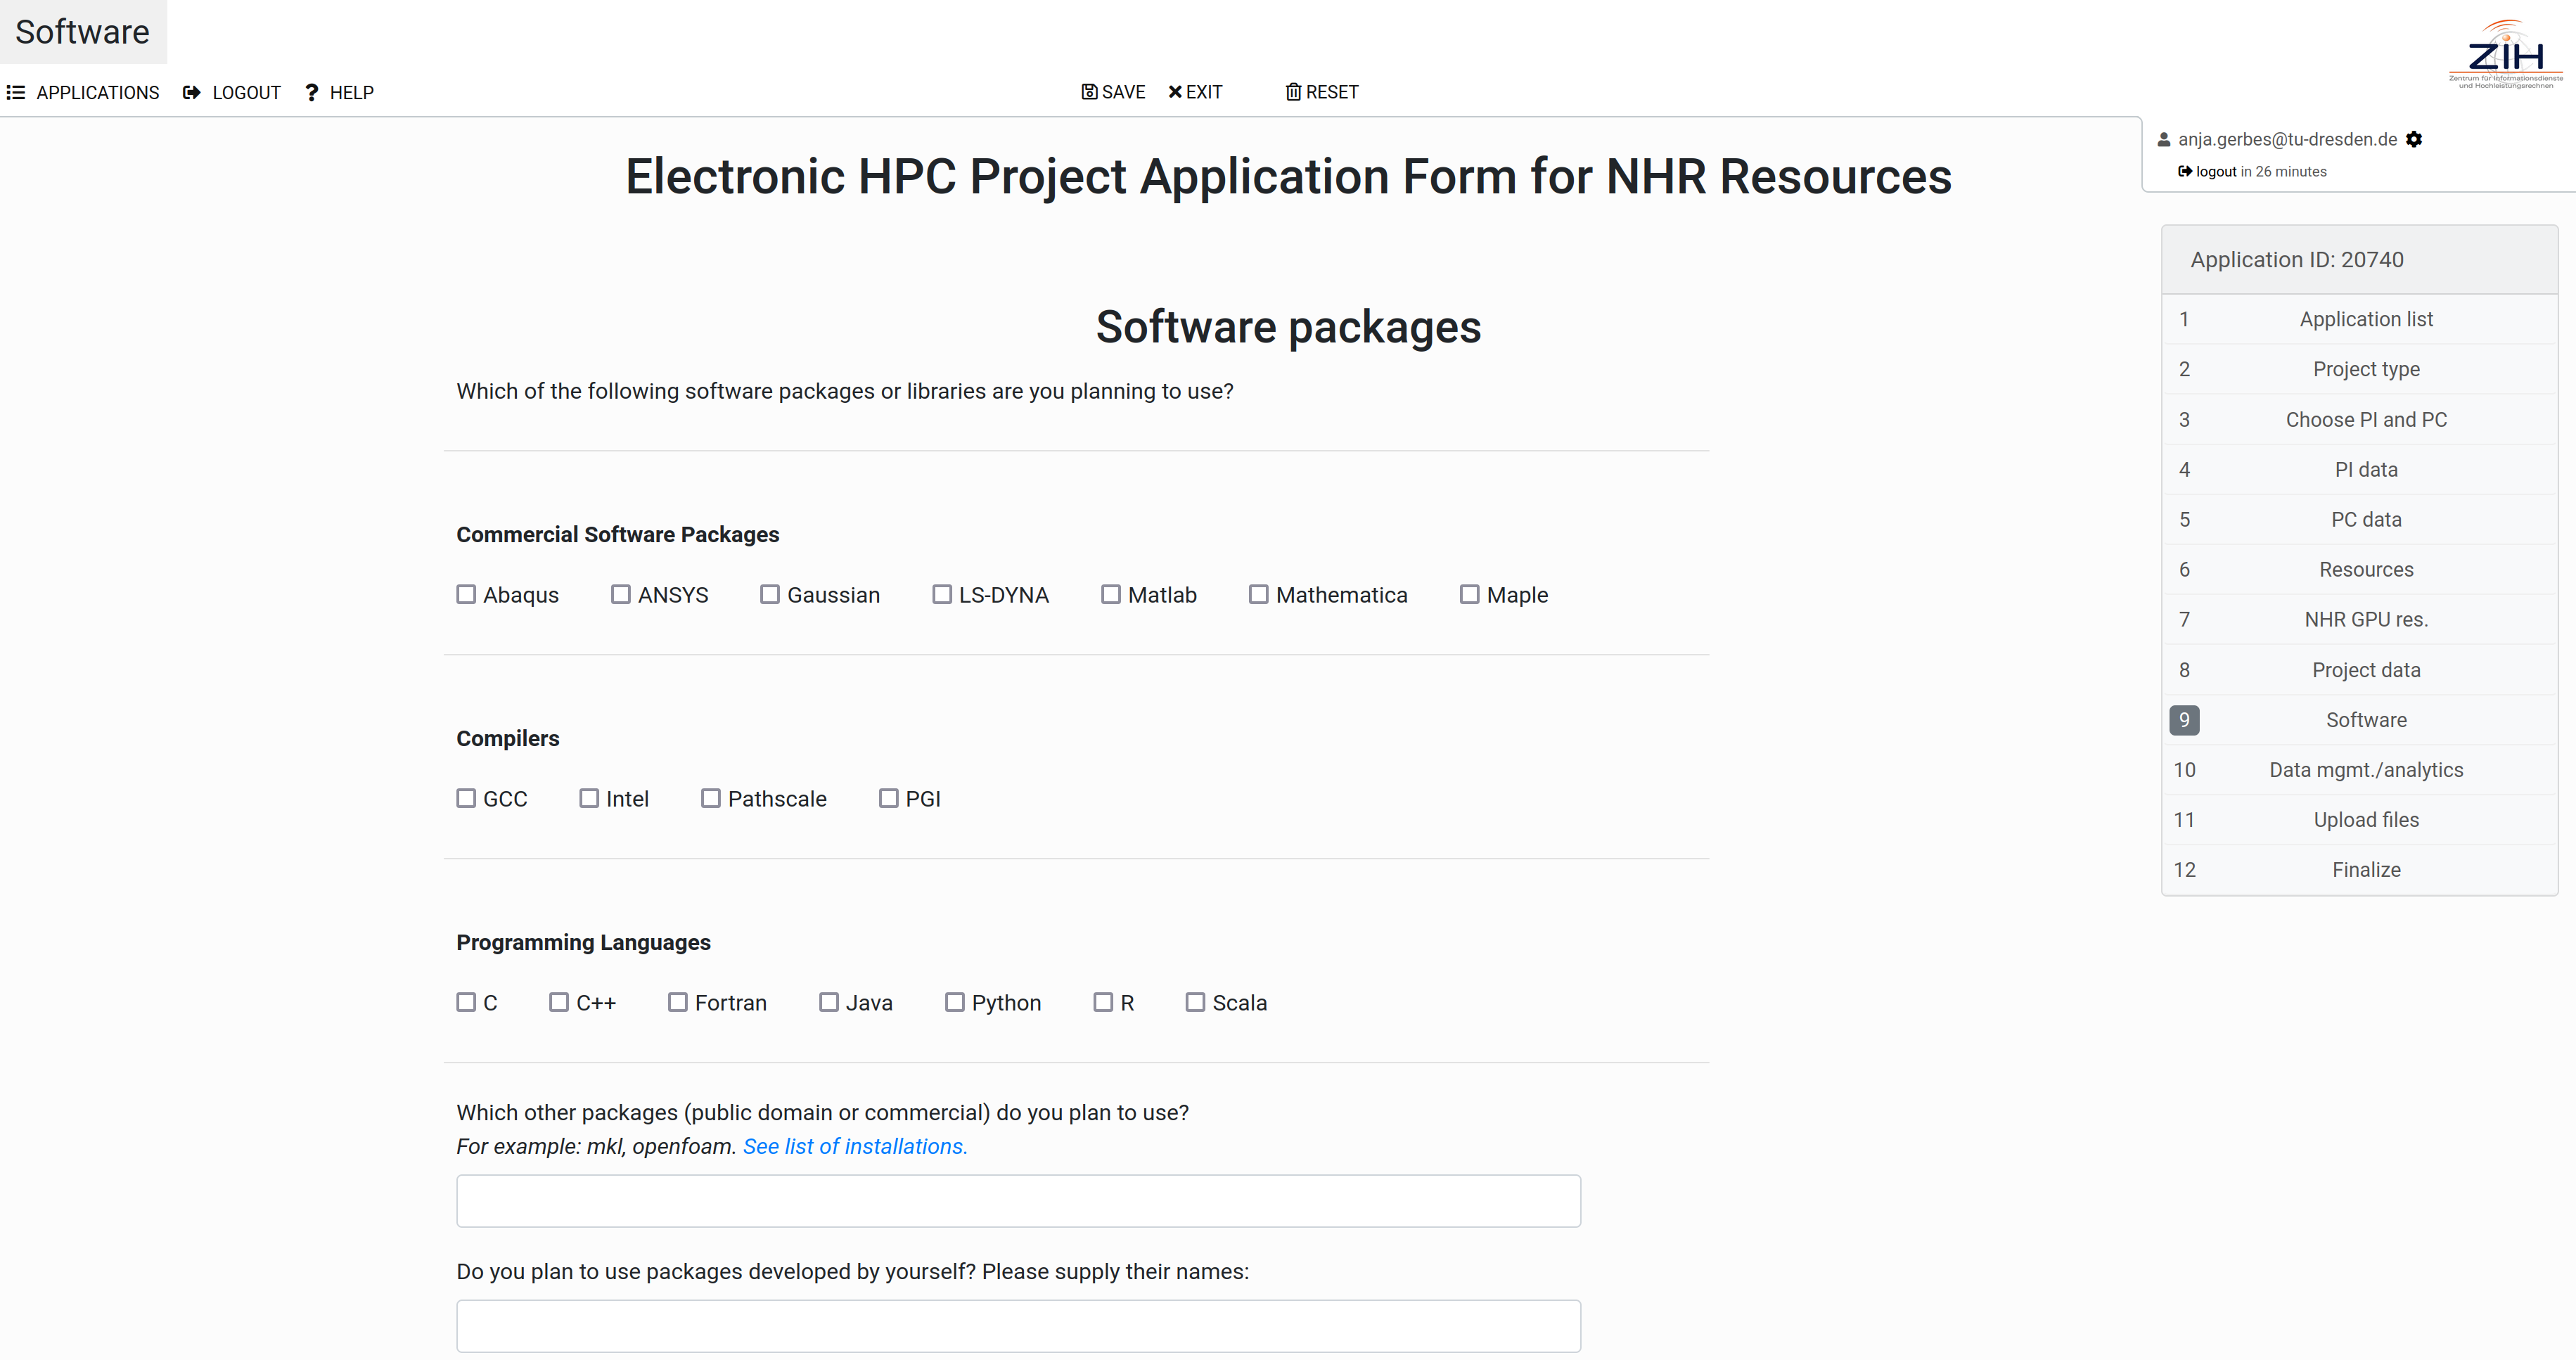 Software
APPLICATIONS LOGOUT ? HELP SAVE EXIT RESET
ZIH
Zentrum für Informationsdienste
und Hochleistungsrechnen
anja.gerbes@tu-dresden.de
logout in 26 minutes
Electronic HPC Project Application Form for NHR Resources
Software packages
Which of the following software packages or libraries are you planning to use?
Commercial Software Packages
Abaqus ANSYS Gaussian LS-DYNA Matlab Mathematica Maple
Compilers
GCC Intel Pathscale PGI
Programming Languages
C C++ Fortran Java Python R Scala
Which other packages (public domain or commercial) do you plan to use?
For example: mkl, openfoam. See list of installations.
Do you plan to use packages developed by yourself? Please supply their names:
Application ID: 20740
1 Application list
2 Project type
3 Choose PI and PC
4 PI data
5 PC data
6 Resources
7 NHR GPU res.
8 Project data
9 Software
10 Data mgmt./analytics
11 Upload files
12 Finalize